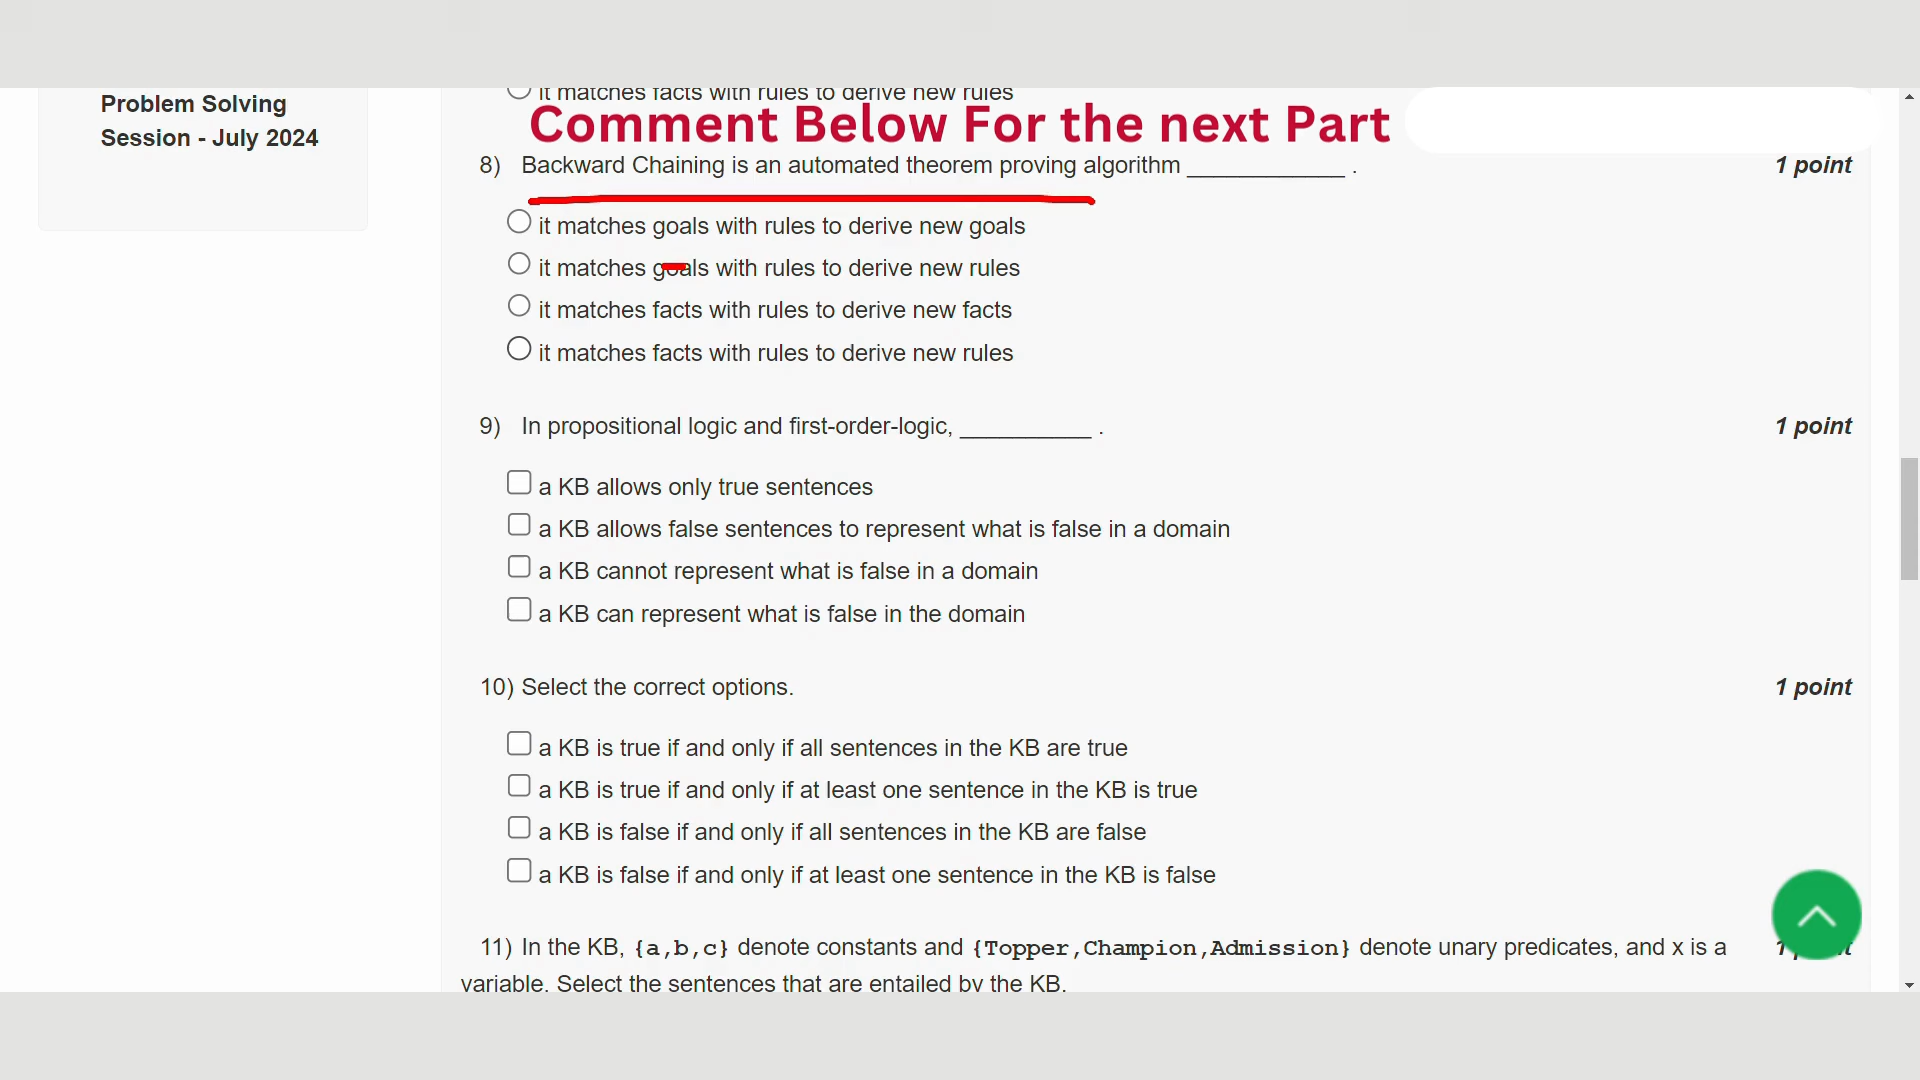 Problem Solving
Session - July 2024
it matches facts with rules to derive new rules
Comment Below For the next Part
8) Backward Chaining is an automated theorem proving algorithm ____________ . 1 point
it matches goals with rules to derive new goals
it matches goals with rules to derive new rules
it matches facts with rules to derive new facts
it matches facts with rules to derive new rules
9) In propositional logic and first-order-logic, __________ . 1 point
a KB allows only true sentences
a KB allows false sentences to represent what is false in a domain
a KB cannot represent what is false in a domain
a KB can represent what is false in the domain
10) Select the correct options. 1 point
a KB is true if and only if all sentences in the KB are true
a KB is true if and only if at least one sentence in the KB is true
a KB is false if and only if all sentences in the KB are false
a KB is false if and only if at least one sentence in the KB is false
11) In the KB, {a,b,c} denote constants and {Topper,Champion,Admission} denote unary predicates, and x is a
variable. Select the sentences that are entailed by the KB.